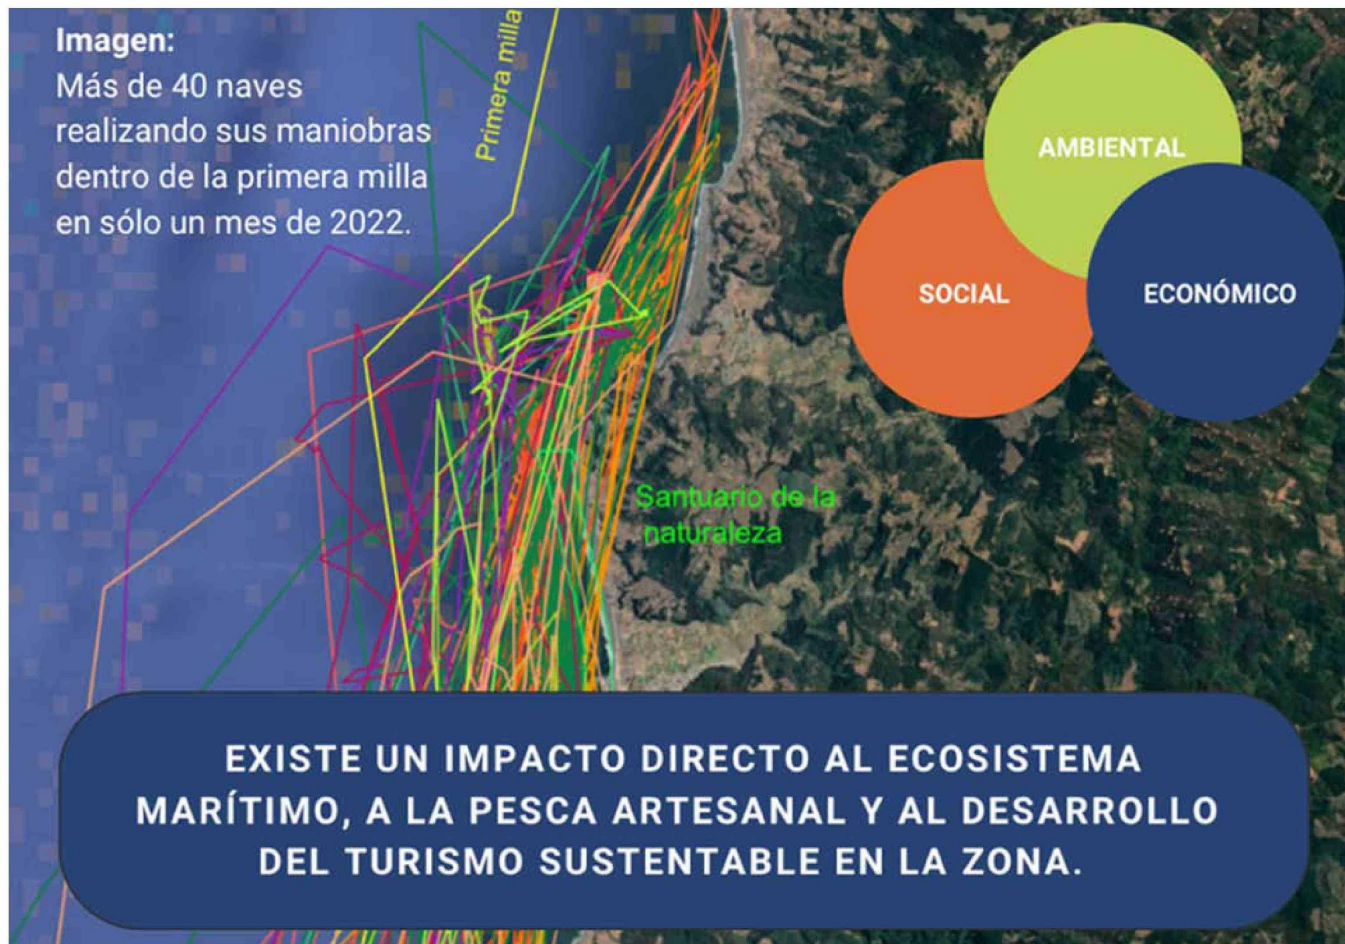 Imagen:
Más de 40 naves
realizando sus maniobras
dentro de la primera milla
en sólo un mes de 2022.
Primera milla
AMBIENTAL
SOCIAL
ECONÓMICO
Santuario de la
naturaleza
EXISTE UN IMPACTO DIRECTO AL ECOSISTEMA
MARÍTIMO, A LA PESCA ARTESANAL Y AL DESARROLLO
DEL TURISMO SUSTENTABLE EN LA ZONA.